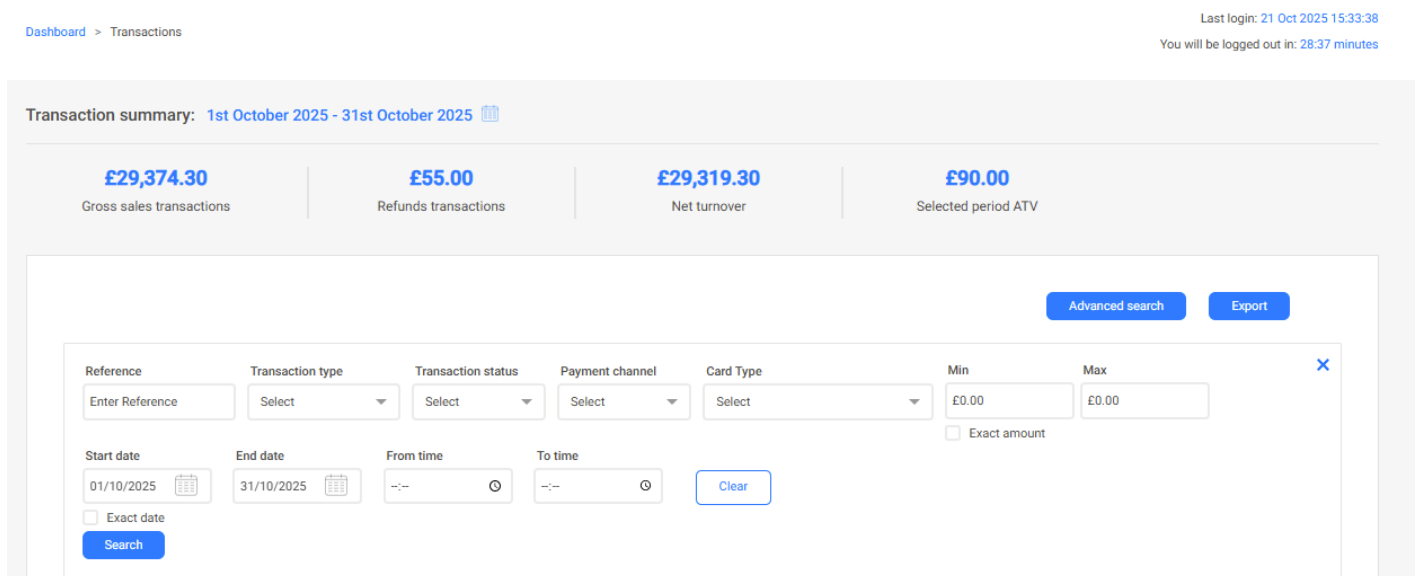 Last login: 21 Oct 2025 15:33:38
Dashboard > Transactions
You will be logged out in: 28:37 minutes
Transaction summary: 1st October 2025 - 31st October 2025
£29,374.30 £55.00 £29,319.30 £90.00
Gross sales transactions Refunds transactions Net turnover Selected period ATV
Advanced search Export
Reference Transaction type Transaction status Payment channel Card Type Min Max
Enter Reference Select Select Select Select £0.00 £0.00
Exact amount
Start date End date From time To time
01/10/2025 31/10/2025 --:-- --:-- Clear
Exact date
Search